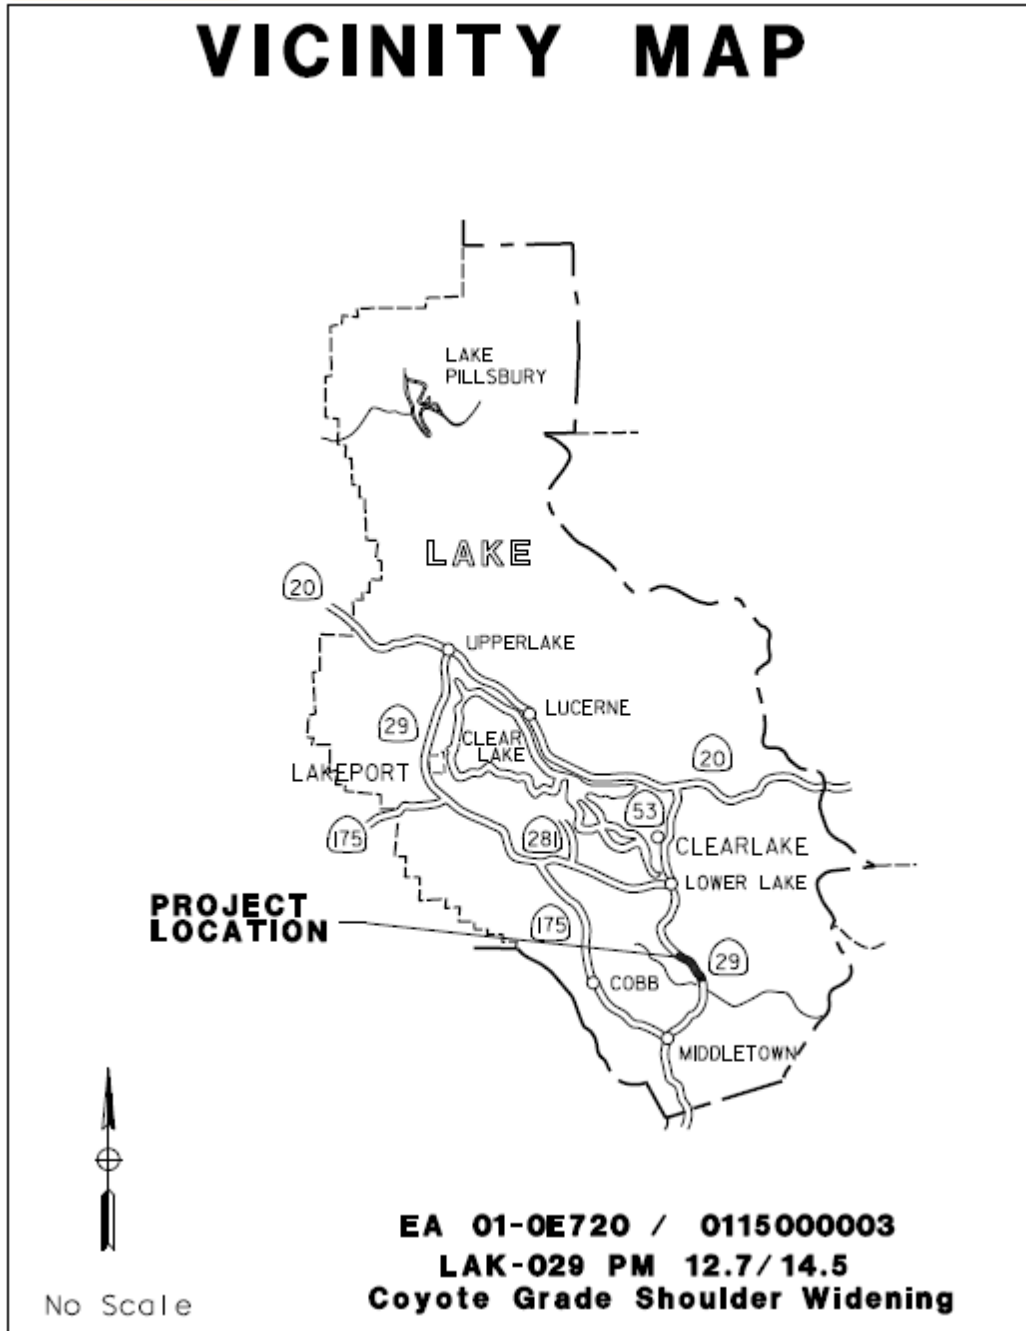 VICINITY MAP
LAKE
PILLSBURY
LAKE
20
UPPERLAKE
LUCERNE
29
CLEAR
LAKE
20
LAKEPORT
53
175
281
CLEARLAKE
LOWER LAKE
PROJECT
LOCATION
175
29
COBB
MIDDLETOWN
EA 01-0E720 / 0115000003
LAK-029 PM 12.7/14.5
Coyote Grade Shoulder Widening
No Scale